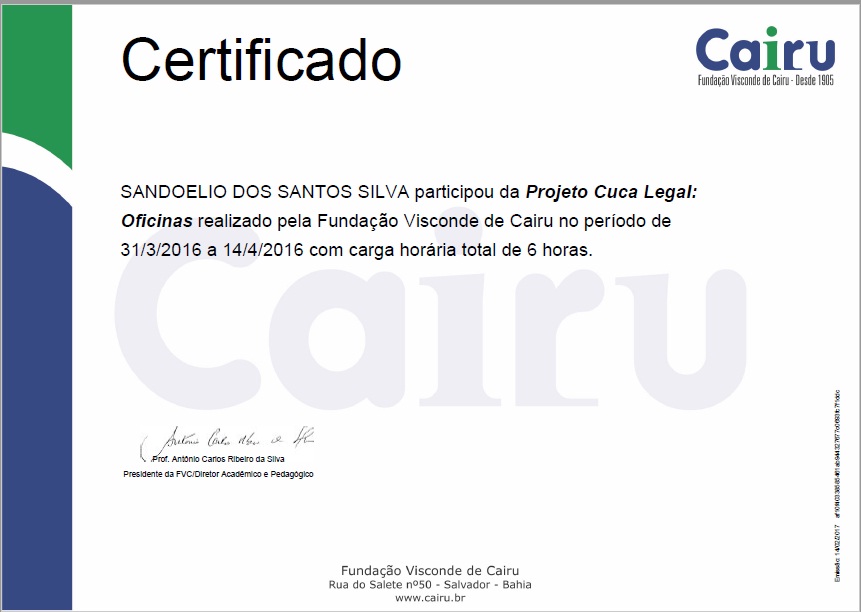 Certificado
Cairu
Fundação Visconde de Cairu - Desde 1905
SANDOELIO DOS SANTOS SILVA participou da Projeto Cuca Legal:
Oficinas realizado pela Fundação Visconde de Cairu no período de
31/3/2016 a 14/4/2016 com carga horária total de 6 horas.
Cairu
Prof. Antônio Carlos Ribeiro da Silva
Presidente da FVC/Diretor Acadêmico e Pedagógico
Emissão: 14/02/2017
Fundação Visconde de Cairu
Rua do Salete nº50 - Salvador - Bahia
www.cairu.br